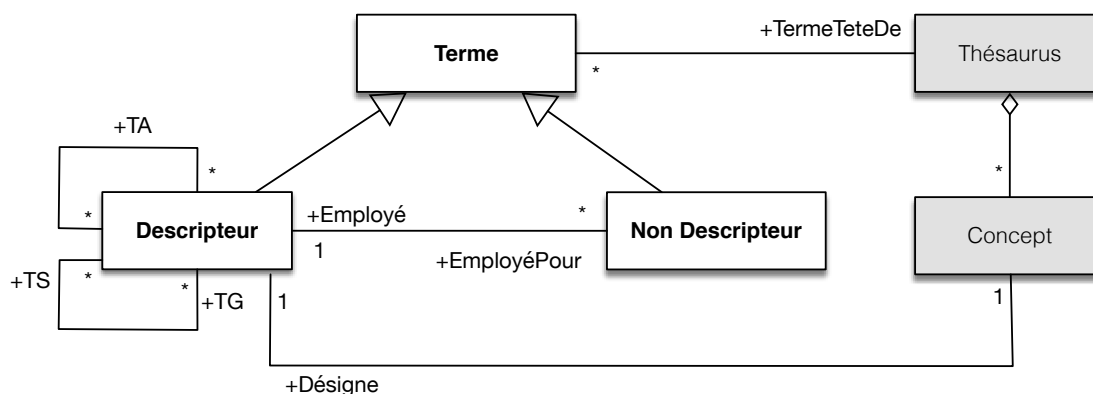 +TermeTeteDe
Terme
*
Thésaurus
+TA
*
*
*
Descripteur
+Employé
1
*
+EmployéPour
Non Descripteur
Concept
+TS
*
*
+TG
1
1
+Désigne